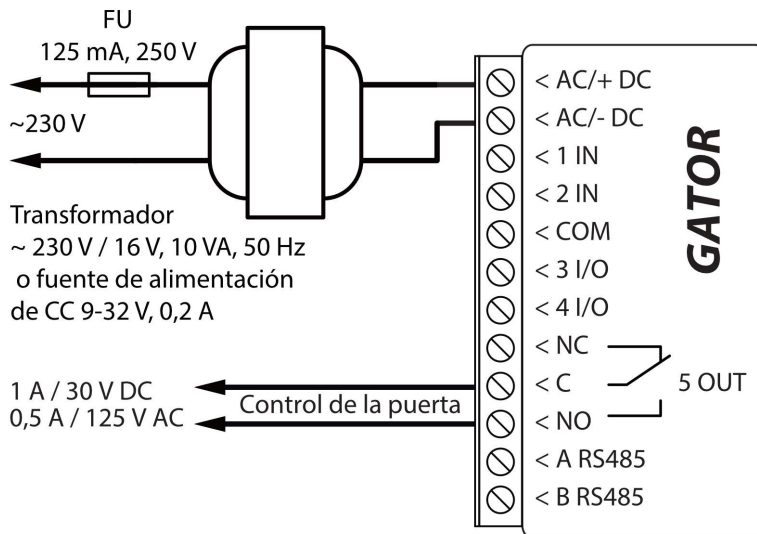 FU
125 mA, 250 V
~230 V
Transformador
~ 230 V / 16 V, 10 VA, 50 Hz
o fuente de alimentación
de CC 9-32 V, 0,2 A
1 A / 30 V DC
0,5 A / 125 V AC
Control de la puerta
< AC/+ DC
< AC/- DC
< 1 IN
< 2 IN
< COM
< 3 I/O
< 4 I/O
< NC
< C
< NO
< A RS485
< B RS485
5 OUT
GATOR